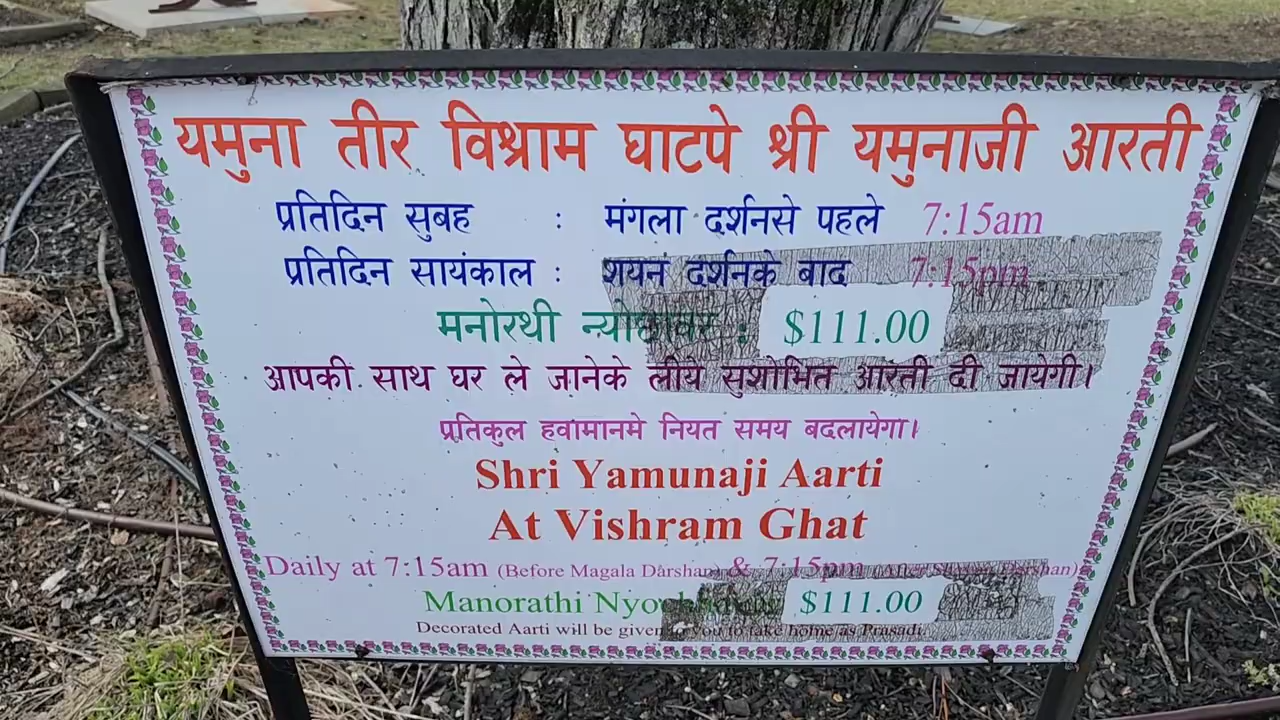 यमुना तीर विश्राम घाटपे श्री यमुनाजी आरती
प्रतिदिन सुबह : मंगला दर्शनसे पहले 7:15am
प्रतिदिन सायंकाल : शयन दर्शनके बाद 7:15pm
मनोरथी न्योछावर : $111.00
आपकी साथ घर ले जानेके लीये सुशोभित आरती दी जायेगी।
प्रतिकुल हवामानमे नियत समय बदलायेगा।
Shri Yamunaji Aarti
At Vishram Ghat
Daily at 7:15am (Before Magala Darshan) & 7:15pm (After Shyan Darshan)
Manorathi $111.00
Decorated Aarti will be given to you to take home as Prasadi.